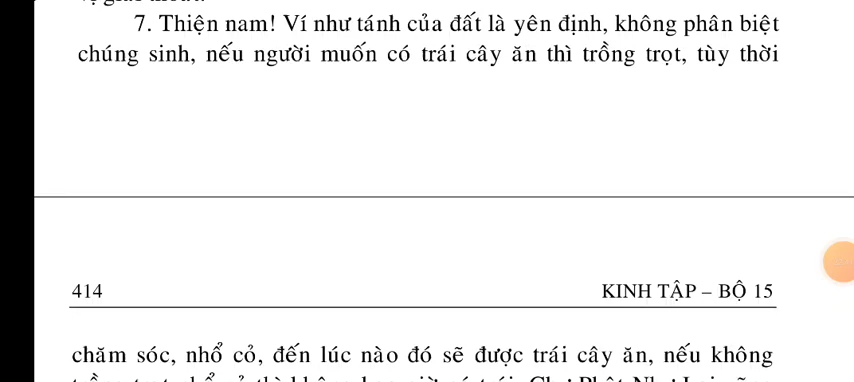 7. Thiện nam! Ví như tánh của đất là yên định, không phân biệt
chúng sinh, nếu người muốn có trái cây ăn thì trồng trọt, tùy thời
414
KINH TẬP – BỘ 15
chăm sóc, nhổ cỏ, đến lúc nào đó sẽ được trái cây ăn, nếu không